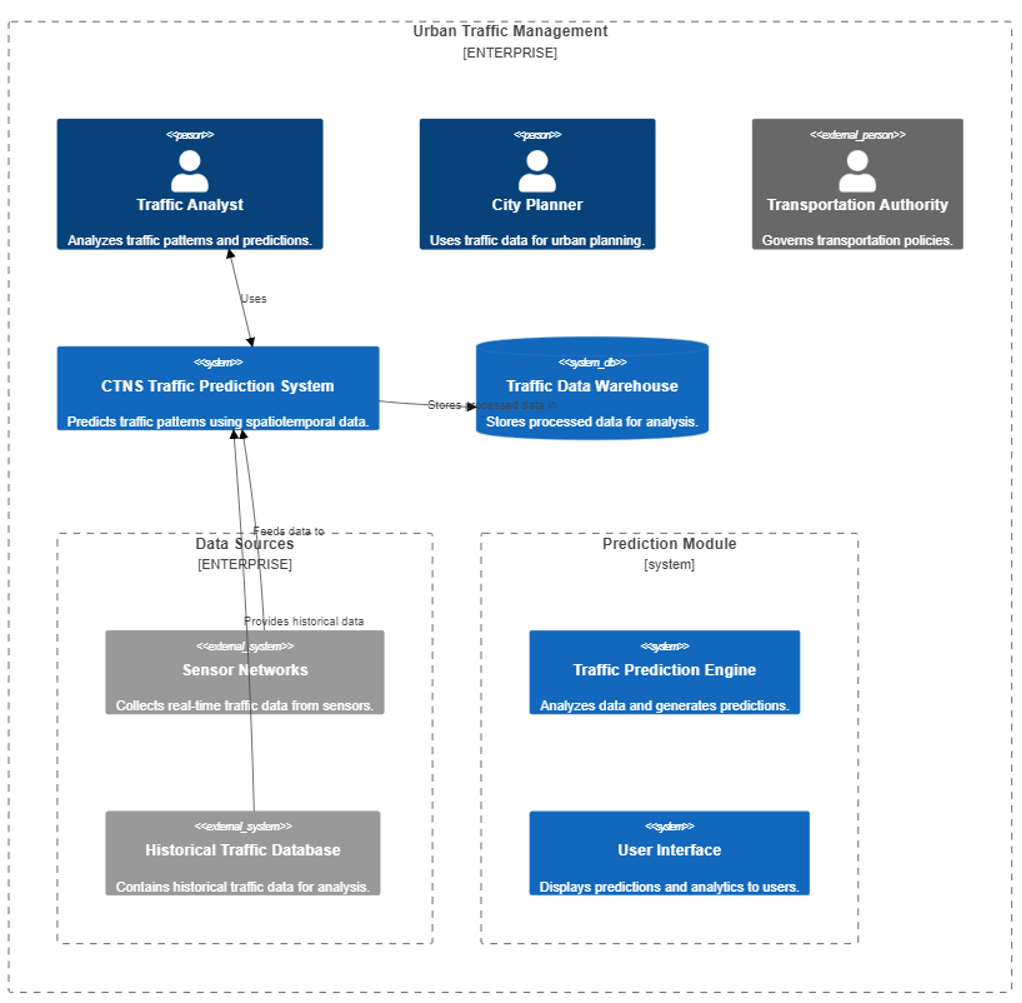 Urban Traffic Management
[ENTERPRISE]
<<person>>
Traffic Analyst
Analyzes traffic patterns and predictions.
<<person>>
City Planner
Uses traffic data for urban planning.
<<external_person>>
Transportation Authority
Governs transportation policies.
Uses
<<system>>
CTNS Traffic Prediction System
Predicts traffic patterns using spatiotemporal data.
Stores processed data in
<<system_db>>
Traffic Data Warehouse
Stores processed data for analysis.
Feeds data to
Data Sources
[ENTERPRISE]
Provides historical data
<<external_system>>
Sensor Networks
Collects real-time traffic data from sensors.
<<external_system>>
Historical Traffic Database
Contains historical traffic data for analysis.
Prediction Module
[system]
<<system>>
Traffic Prediction Engine
Analyzes data and generates predictions.
<<system>>
User Interface
Displays predictions and analytics to users.